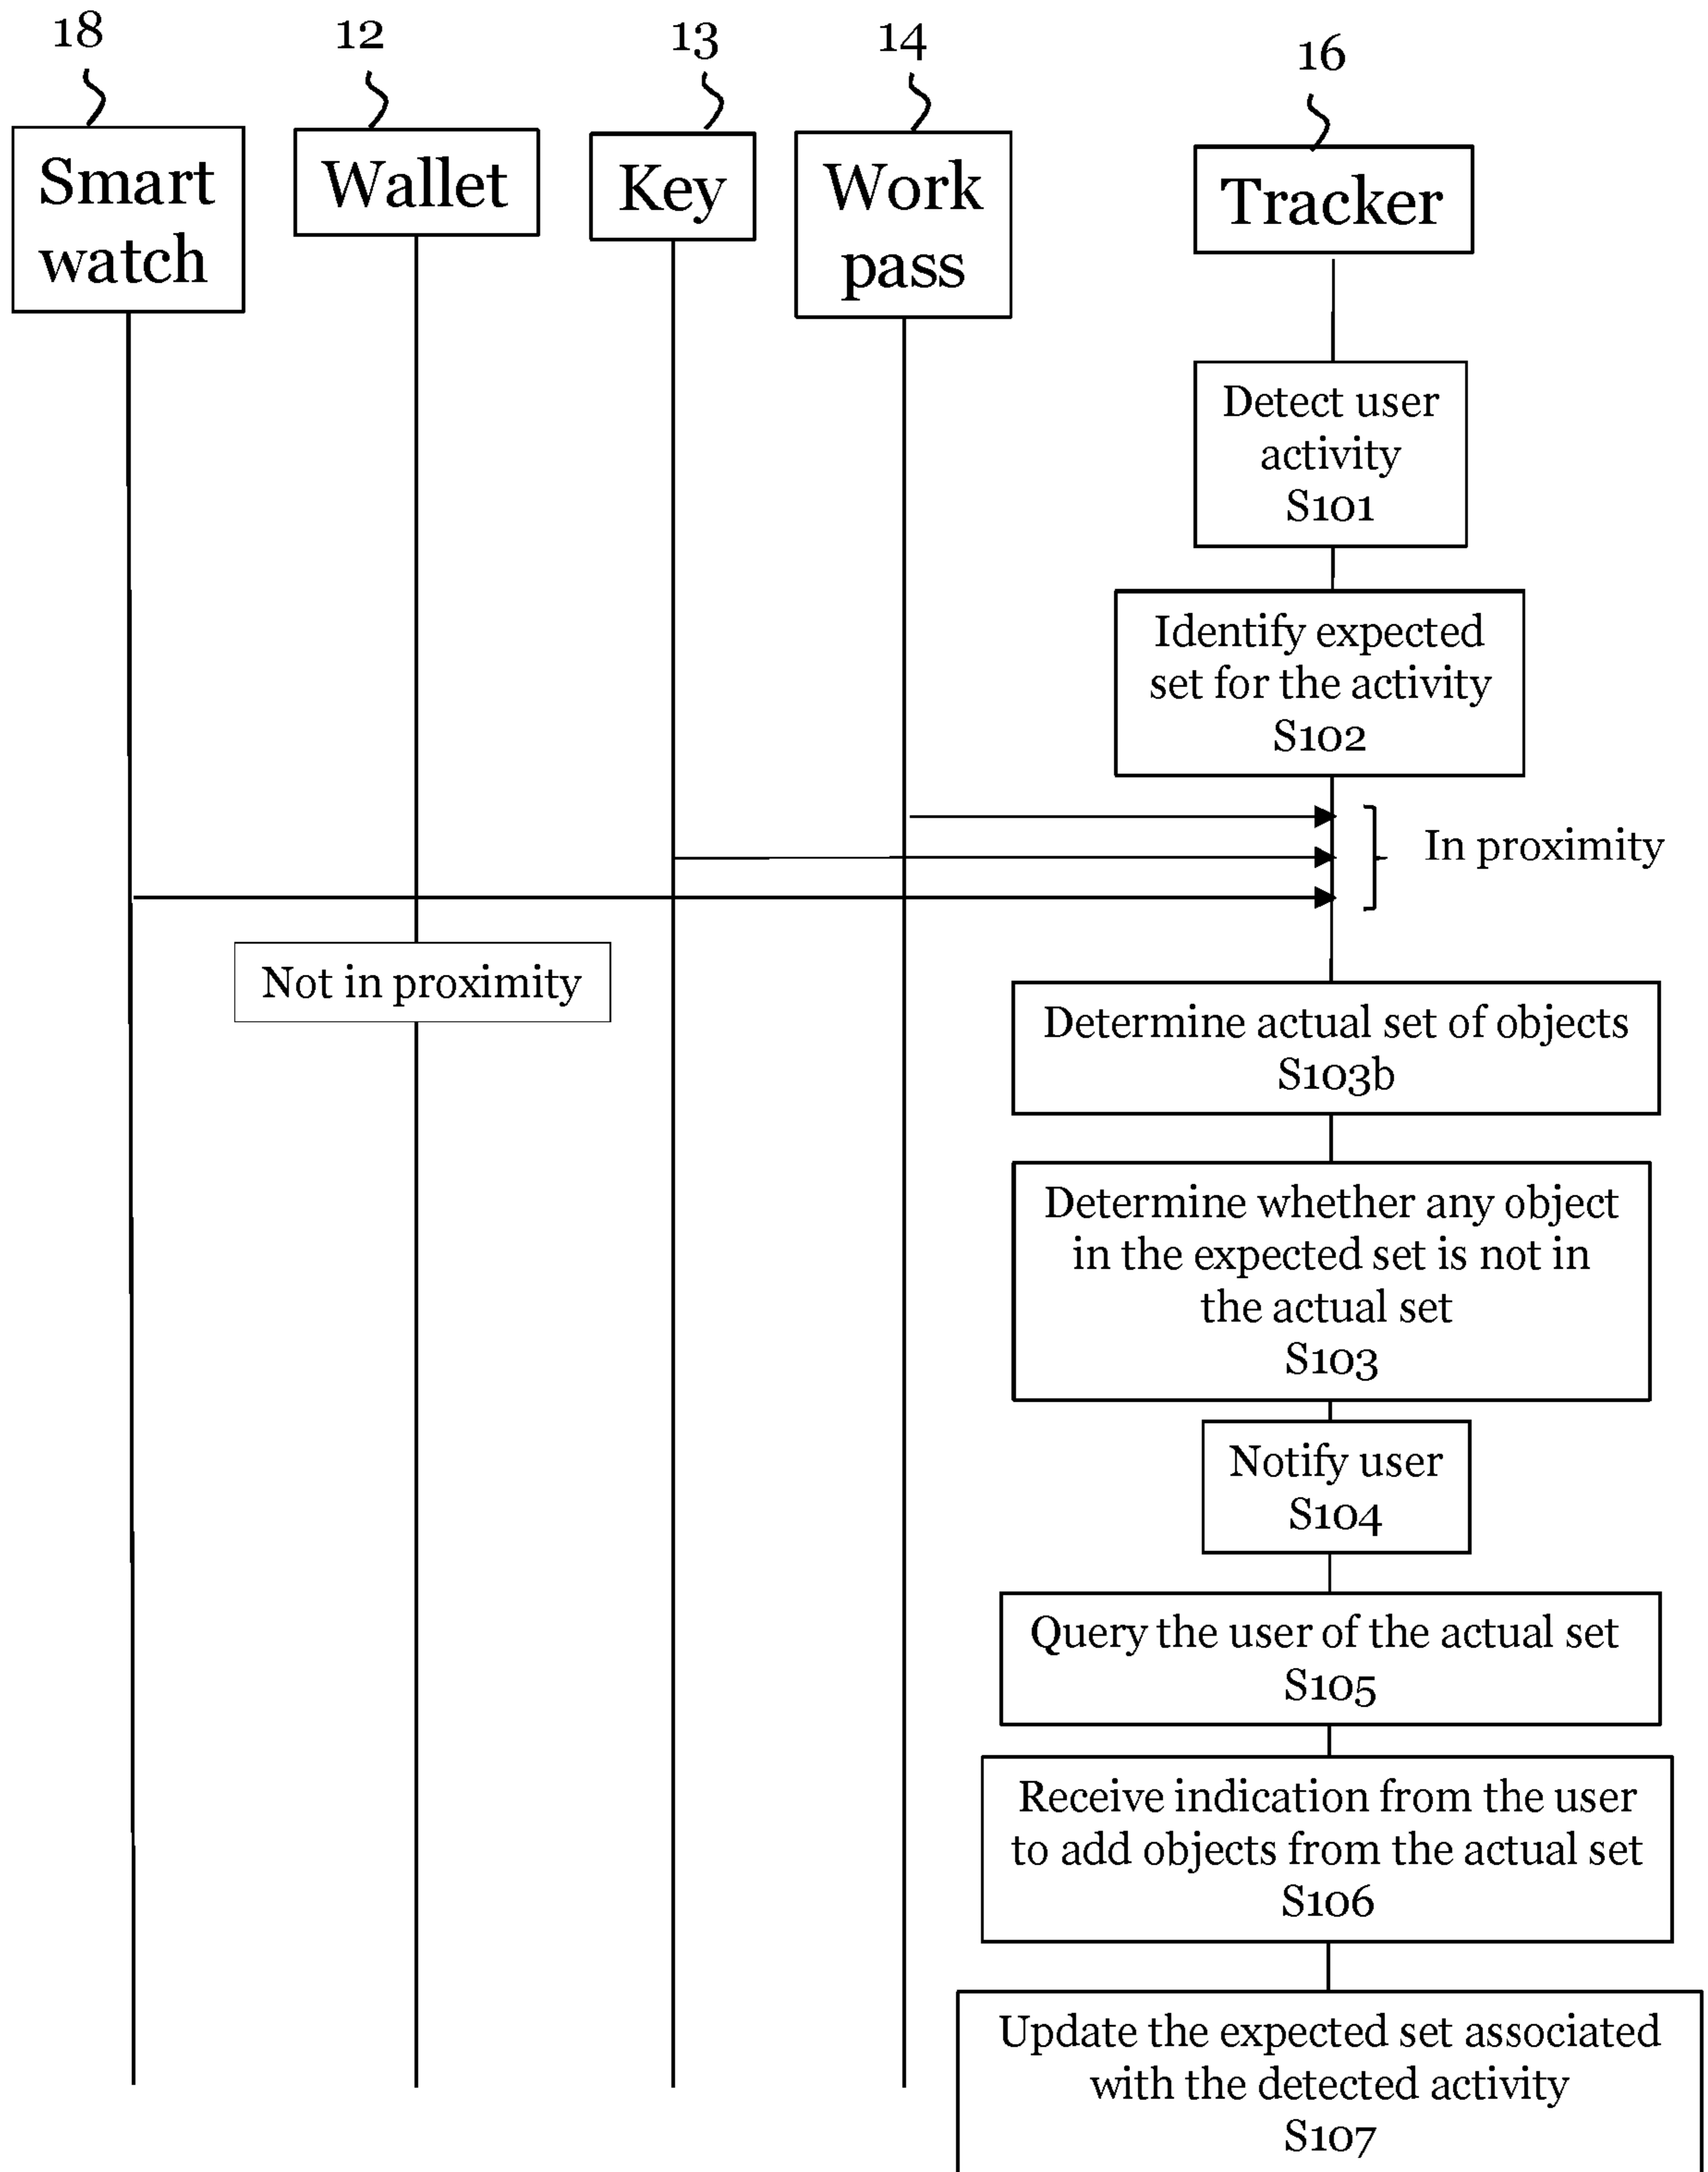 18
12
13
14
16
Smart
watch
Wallet
Key
Work
pass
Tracker
Detect user
activity
S101
Identify expected
set for the activity
S102
In proximity
Not in proximity
Determine actual set of objects
S103b
Determine whether any object
in the expected set is not in
the actual set
S103
Notify user
S104
Query the user of the actual set
S105
Receive indication from the user
to add objects from the actual set
S106
Update the expected set associated
with the detected activity
S107